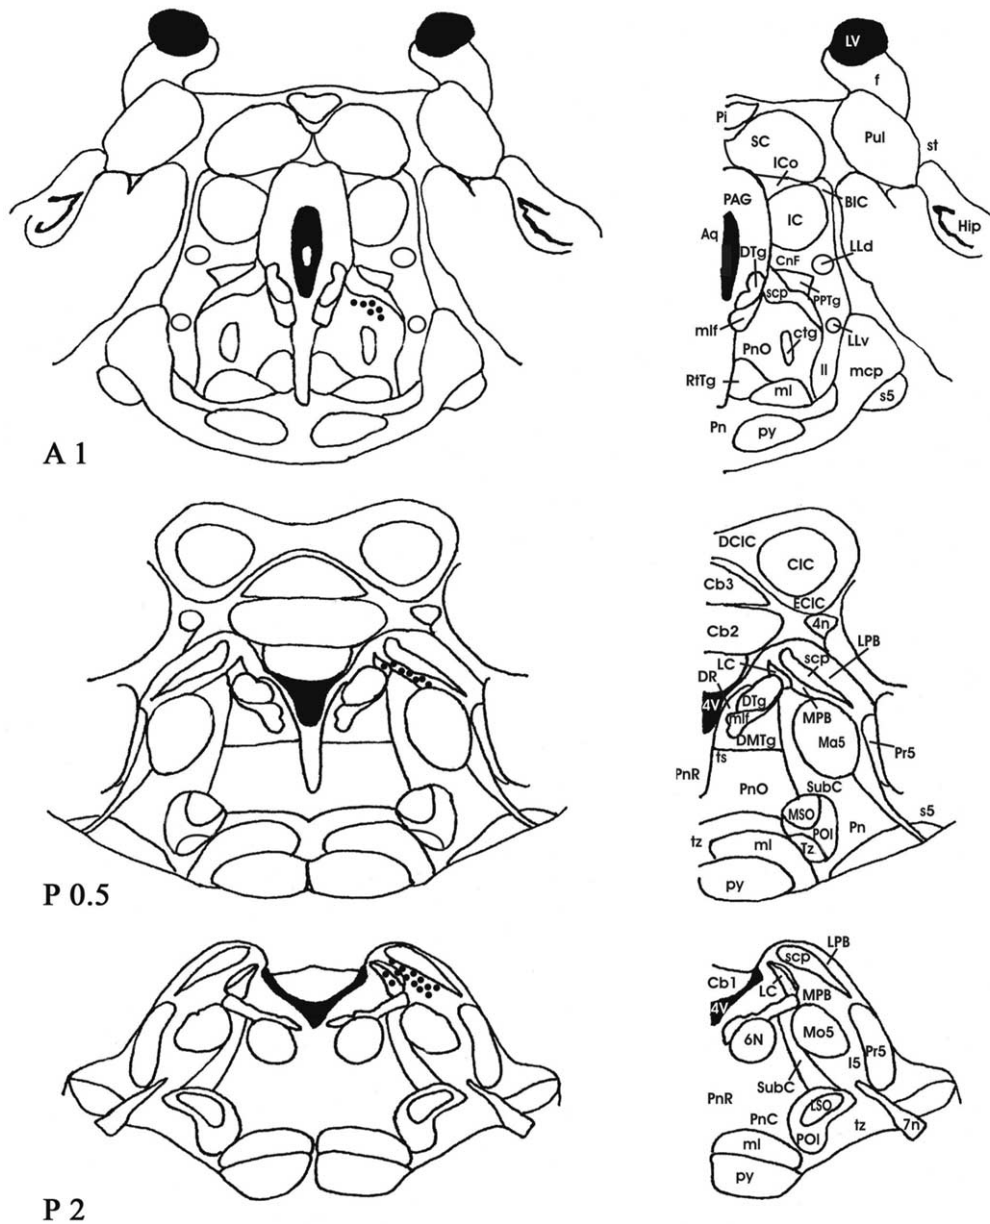 LV
f
Pi
SC
Pul
st
ICo
PAG
BIC
IC
Hip
Aq
DTg
CnF
LLd
scp
PPTg
mlf
ctg
LLv
PnO
RtTg
ll
mcp
ml
s5
Pn
py
A 1
DCIC
CIC
Cb3
ECIC
4n
Cb2
LPB
scp
LC
DR
4V
DTg
mlf
MPB
DMTg
Ma5
Pr5
ts
PnR
PnO
SubC
MSO
s5
POI
Pn
tz
ml
Tz
py
P 0.5
LPB
scp
Cb1
LC
MPB
4V
6N
Mo5
I5
Pr5
SubC
PnR
LSO
PnC
tz
7n
ml
POI
py
P 2